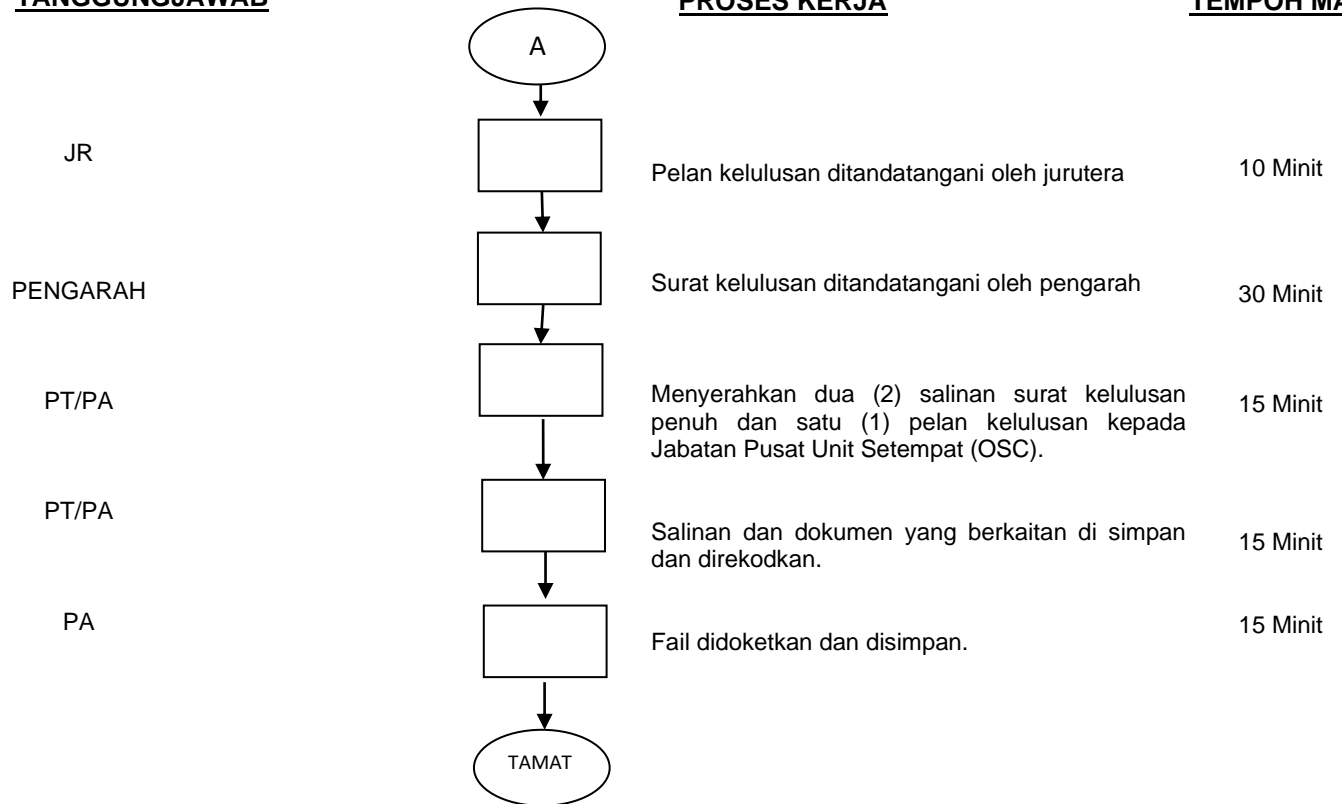 TANGGUNGJAWAB
PROSES KERJA
TEMPOH
A
JR
Pelan kelulusan ditandatangani oleh jurutera
10 Minit
PENGARAH
Surat kelulusan ditandatangani oleh pengarah
30 Minit
PT/PA
Menyerahkan dua (2) salinan surat kelulusan
penuh dan satu (1) pelan kelulusan kepada
Jabatan Pusat Unit Setempat (OSC).
15 Minit
PT/PA
Salinan dan dokumen yang berkaitan di simpan
dan direkodkan.
15 Minit
PA
Fail didoketkan dan disimpan.
15 Minit
TAMAT